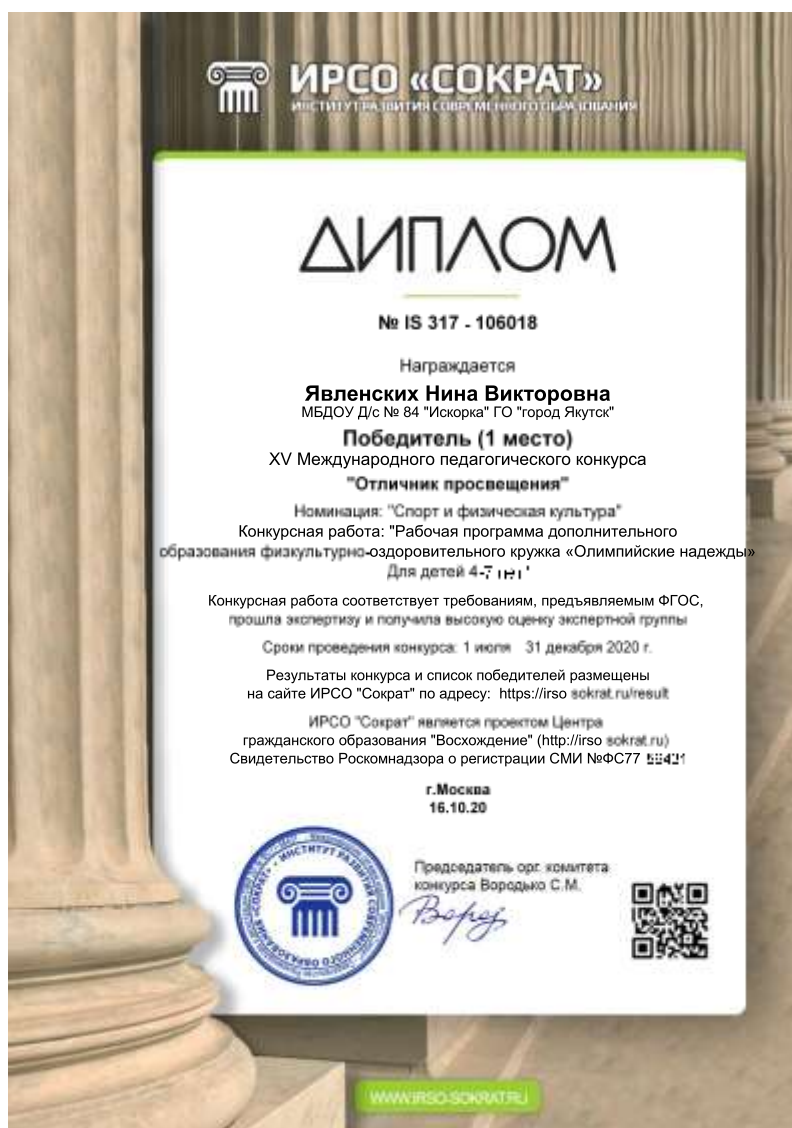 ИРСО «СОКРАТ»
ИНСТИТУТ РАЗВИТИЯ СОВРЕМЕННОГО ОБРАЗОВАНИЯ
ДИПЛОМ
№ IS 317 - 106018
Награждается
Явленских Нина Викторовна
МБДОУ Д/с № 84 "Искорка" ГО "город Якутск"
Победитель (1 место)
XV Международного педагогического конкурса
"Отличник просвещения"
Номинация: "Спорт и физическая культура"
Конкурсная работа: "Рабочая программа дополнительного
образования физкультурно-оздоровительного кружка «Олимпийские надежды»
Для детей 4-7 лет"
Конкурсная работа соответствует требованиям, предъявляемым ФГОС,
прошла экспертизу и получила высокую оценку экспертной группы
Сроки проведения конкурса: 1 июля 31 декабря 2020 г.
Результаты конкурса и список победителей размещены
на сайте ИРСО "Сократ" по адресу: https://irso sokrat.ru/result
ИРСО "Сократ" является проектом Центра
гражданского образования "Восхождение" (http://irso sokrat.ru)
Свидетельство Роскомнадзора о регистрации СМИ №ФС77
г.Москва
16.10.20
Председатель орг. комитета
конкурса Вородько С.М.
ИНСТИТУТ РАЗВИТИЯ СОВРЕМЕННОГО ОБРАЗОВАНИЯ «СОКРАТ»
WWW.IRSO-SOKRAT.RU